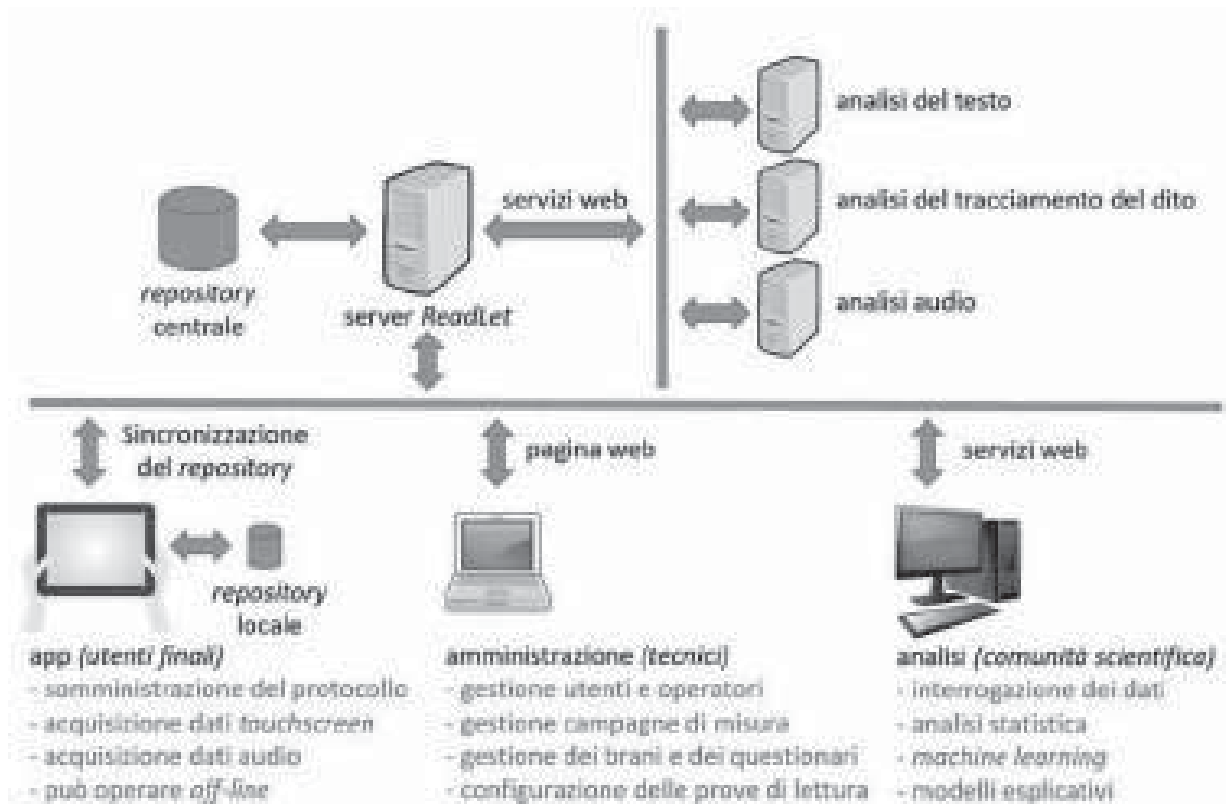 analisi del testo
servizi web
analisi del tracciamento del dito
repository
centrale
server ReadLet
analisi audio
Sincronizzazione
del repository
pagina web
servizi web
repository
locale
app (utenti finali)
- somministrazione del protocollo
- acquisizione dati touchscreen
- acquisizione dati audio
- può operare off-line
amministrazione (tecnici)
- gestione utenti e operatori
- gestione campagne di misura
- gestione dei brani e dei questionari
- configurazione delle prove di lettura
analisi (comunità scientifica)
- interrogazione dei dati
- analisi statistica
- machine learning
- modelli esplicativi